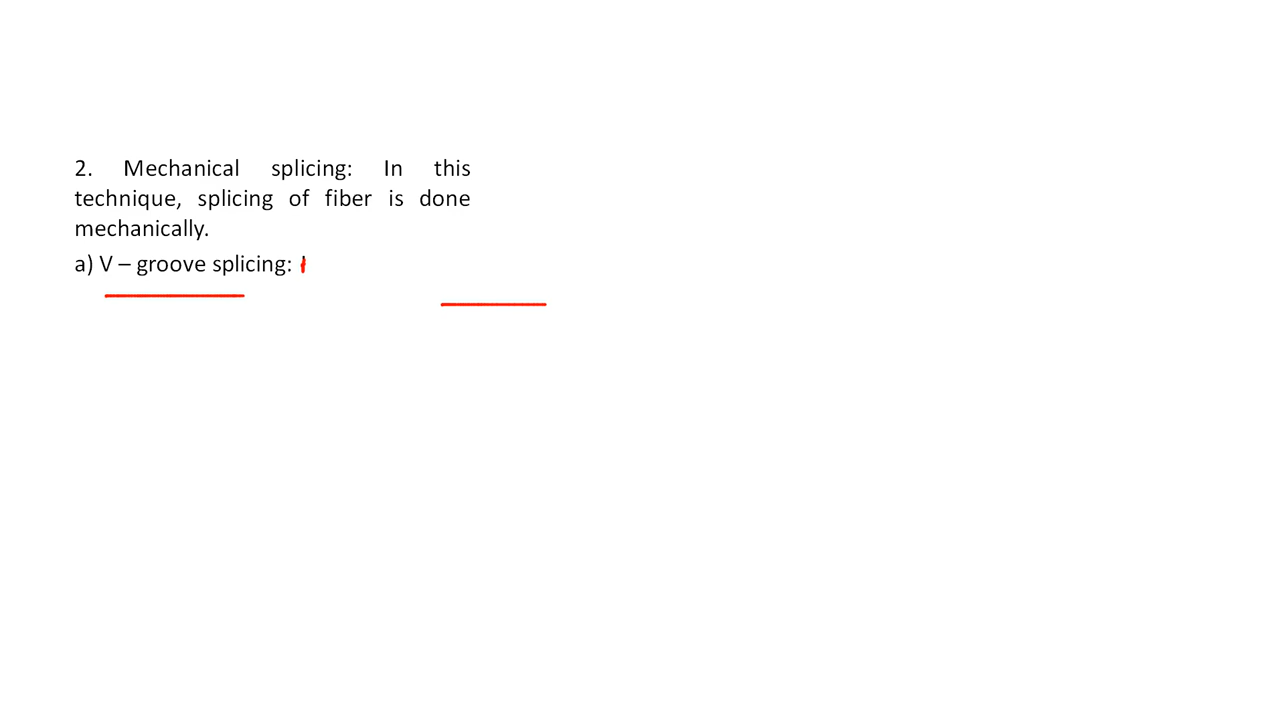 2. Mechanical splicing: In this
technique, splicing of fiber is done
mechanically.
a) V – groove splicing: